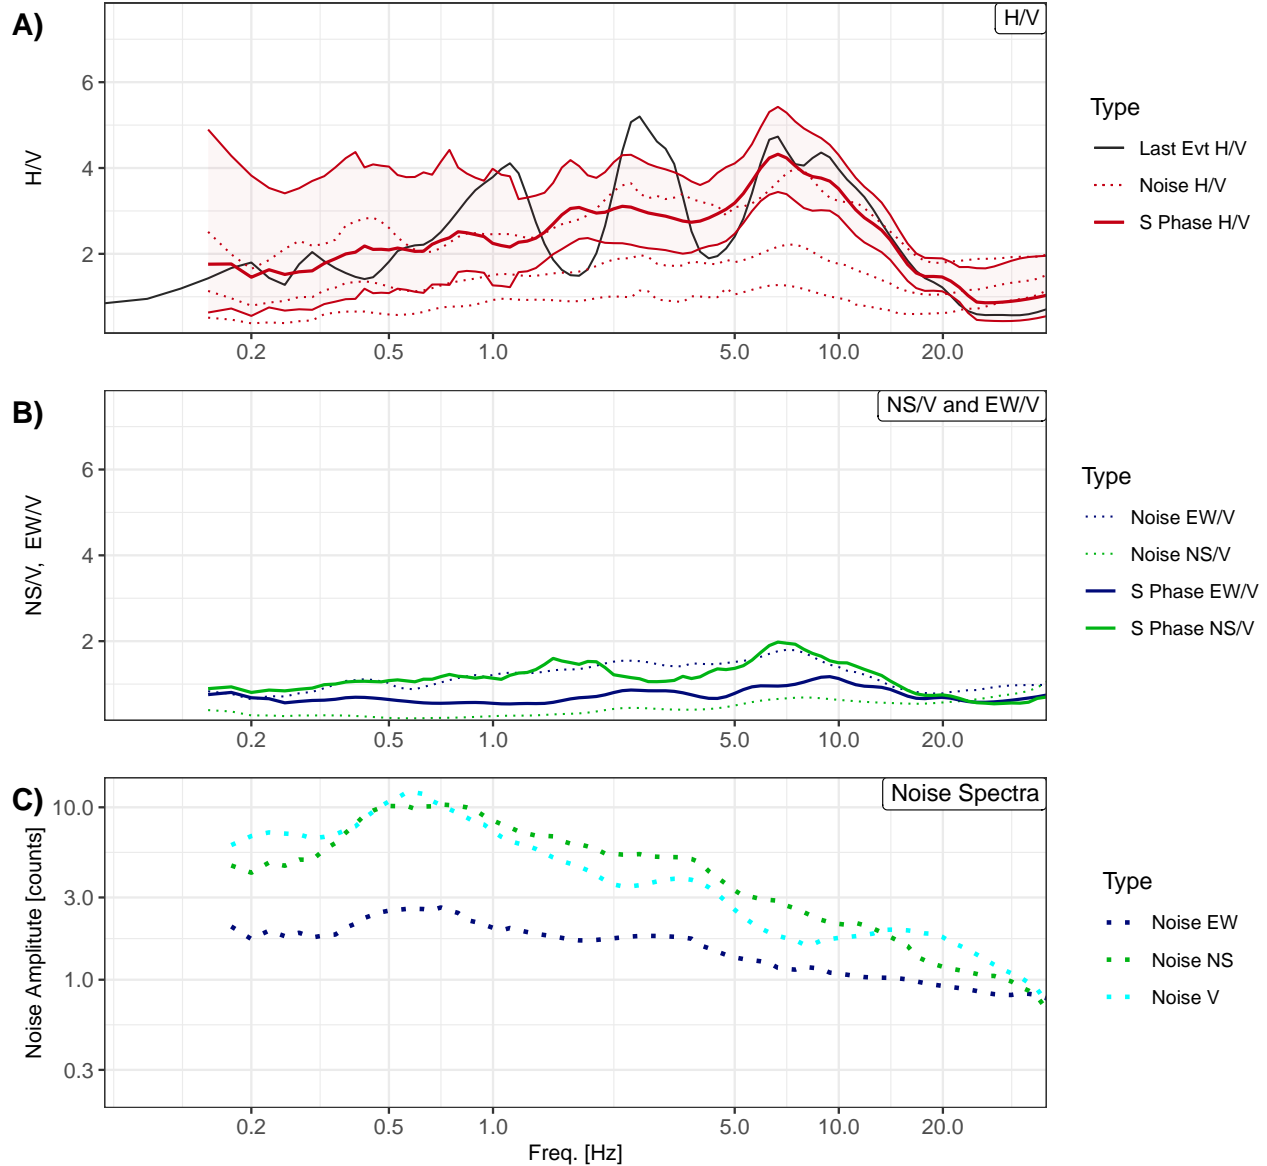 A)
H/V
6
4
2
H/V
0.2 0.5 1.0 5.0 10.0 20.0
Type
Last Evt H/V
Noise H/V
S Phase H/V
B)
NS/V and EW/V
6
4
2
NS/V, EW/V
0.2 0.5 1.0 5.0 10.0 20.0
Type
Noise EW/V
Noise NS/V
S Phase EW/V
S Phase NS/V
C)
Noise Spectra
10.0
3.0
1.0
0.3
Noise Amplitute [counts]
0.2 0.5 1.0 5.0 10.0 20.0
Freq. [Hz]
Type
Noise EW
Noise NS
Noise V